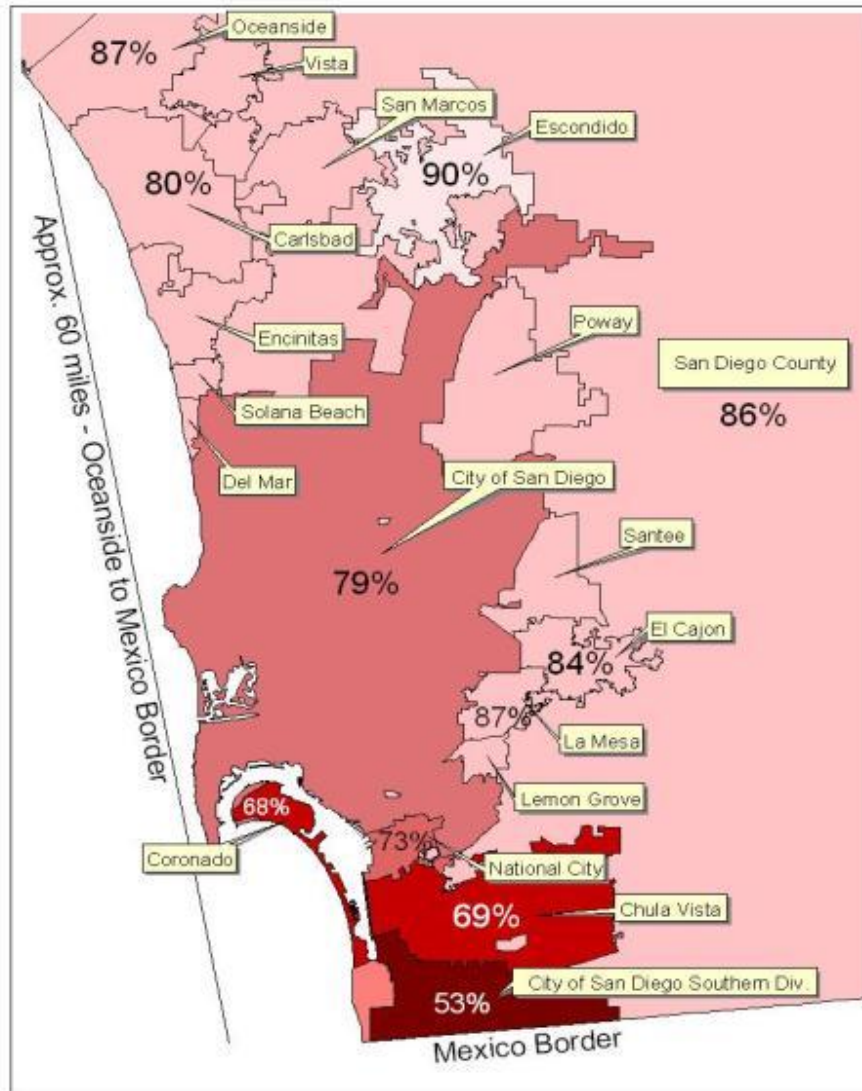 Oceanside
87%
Vista
San Marcos
Escondido
90%
80%
Carlsbad
Approx. 60 miles - Oceanside to Mexico Border
Encinitas
Poway
San Diego County
86%
Solana Beach
Del Mar
City of San Diego
79%
Santee
El Cajon
84%
87%
La Mesa
Lemon Grove
68%
Coronado
73%
National City
69%
Chula Vista
City of San Diego Southern Div.
53%
Mexico Border